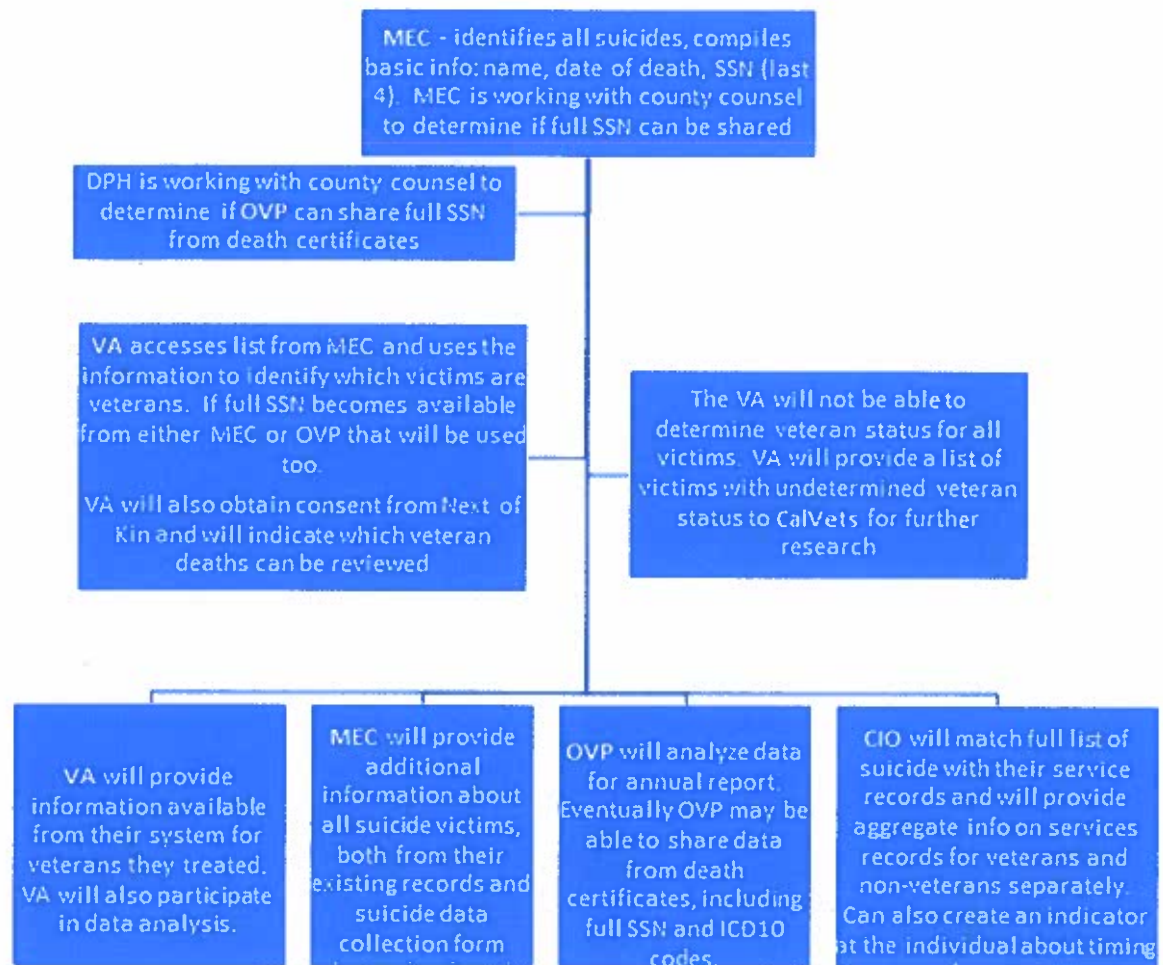 MEC - identifies all suicides, compiles
basic info: name, date of death, SSN (last
4). MEC is working with county counsel
to determine if full SSN can be shared
DPH is working with county counsel to
determine if OVP can share full SSN
from death certificates
VA accesses list from MEC and uses the
information to identify which victims are
veterans. If full SSN becomes available
from either MEC or OVP that will be used
too.
VA will also obtain consent from Next of
Kin and will indicate which veteran
deaths can be reviewed
The VA will not be able to
determine veteran status for all
victims. VA will provide a list of
victims with undetermined veteran
status to CalVets for further
research
VA will provide
information available
from their system for
veterans they treated.
VA will also participate
in data analysis.
MEC will provide
additional
information about
all suicide victims,
both from their
existing records and
suicide data
collection form
OVP will analyze data
for annual report.
Eventually OVP may be
able to share data
from death
certificates, including
full SSN and ICD10
codes.
CIO will match full list of
suicide with their service
records and will provide
aggregate info on services
records for veterans and
non-veterans separately.
Can also create an indicator
at the individual about timing